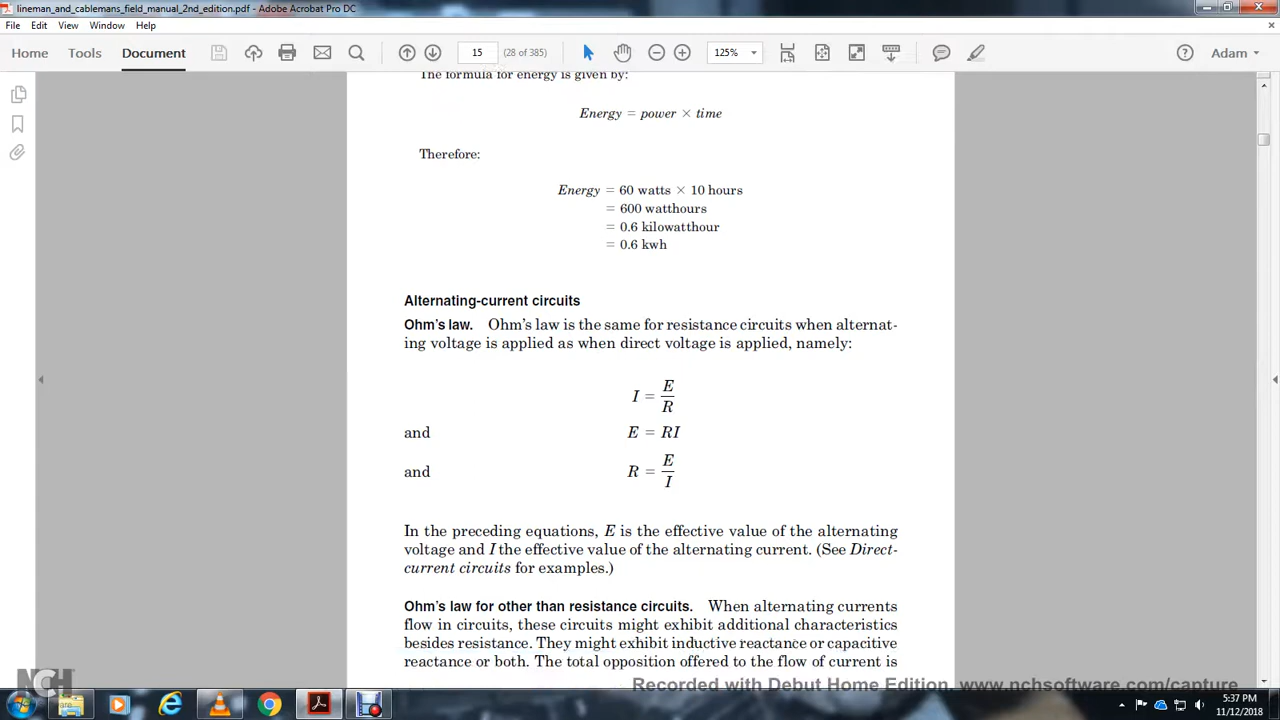 lineman_and_cablemans_field_manual_2nd_edition.pdf - Adobe Acrobat Pro DC
File Edit View Window Help
Home Tools Document 15 (28 of 385) 125% Adam
The formula for energy is given by:
Energy = power × time
Therefore:
Energy = 60 watts × 10 hours
= 600 watthours
= 0.6 kilowatthour
= 0.6 kwh
Alternating-current circuits
Ohm's law. Ohm's law is the same for resistance circuits when alternat-
ing voltage is applied as when direct voltage is applied, namely:
I = E
R
and E = RI
and R = E
I
In the preceding equations, E is the effective value of the alternating
voltage and I the effective value of the alternating current. (See Direct-
current circuits for examples.)
Ohm's law for other than resistance circuits. When alternating currents
flow in circuits, these circuits might exhibit additional characteristics
besides resistance. They might exhibit inductive reactance or capacitive
reactance or both. The total opposition offered to the flow of current is
NCH
Recorded with Debut Home Edition. www.nchsoftware.com/capture
5:37 PM
11/12/2018